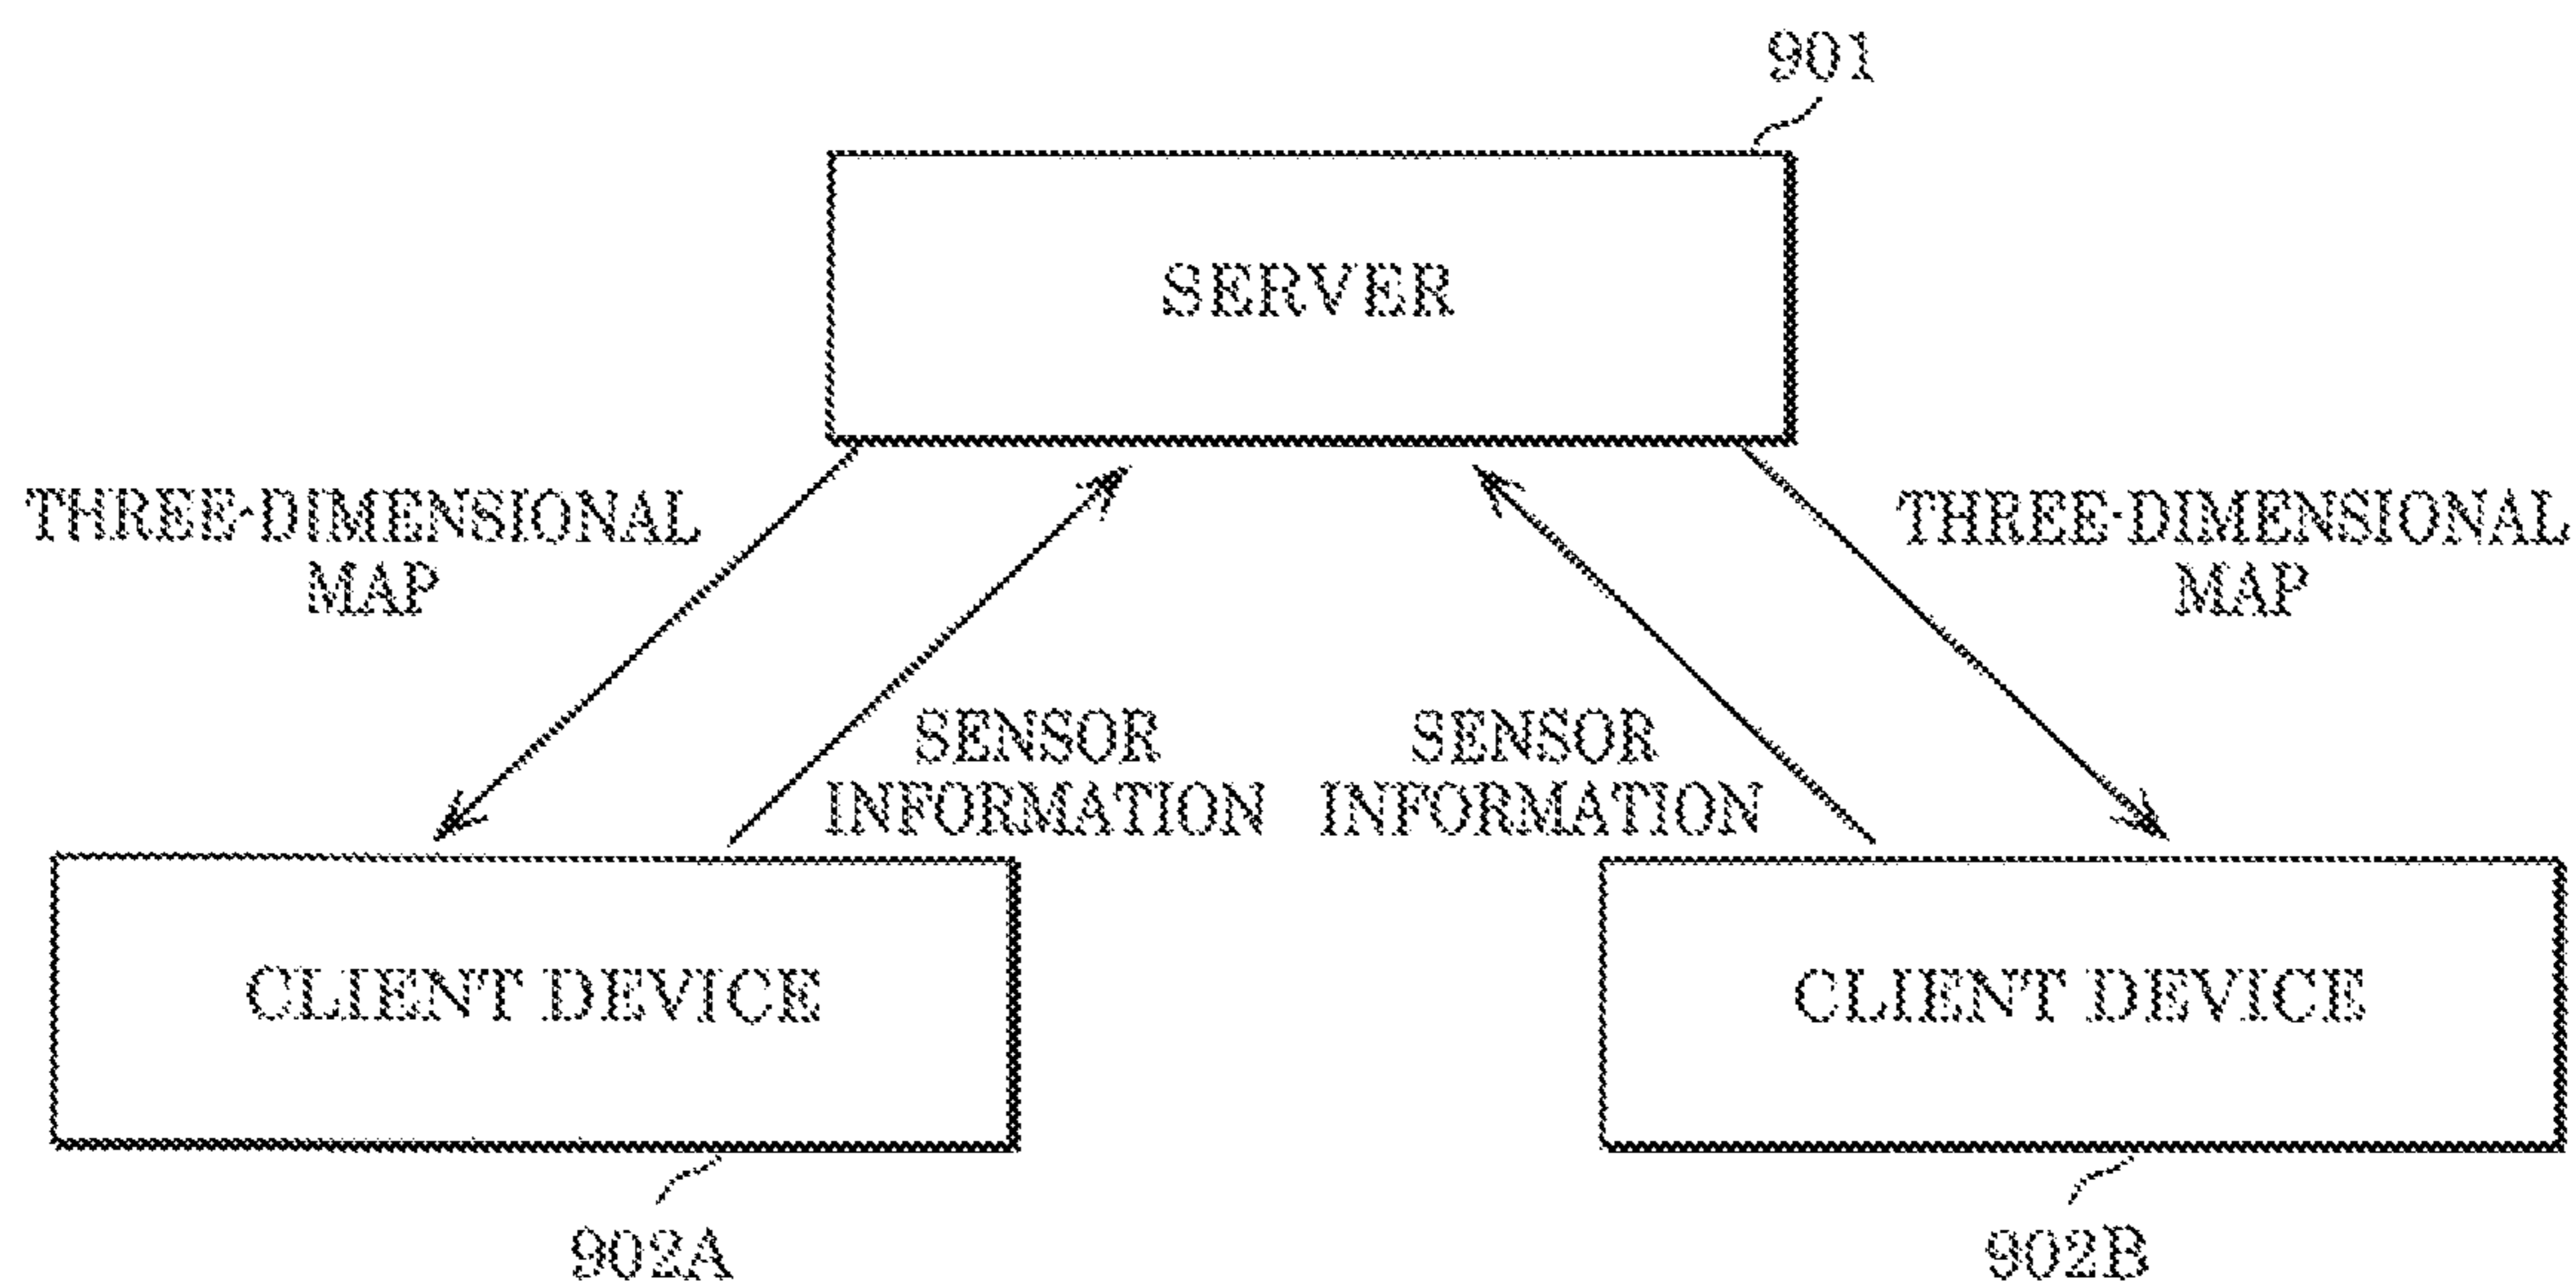 901
SERVER
THREE-DIMENSIONAL
MAP
THREE-DIMENSIONAL
MAP
SENSOR
INFORMATION
SENSOR
INFORMATION
CLIENT DEVICE
CLIENT DEVICE
902A
902B